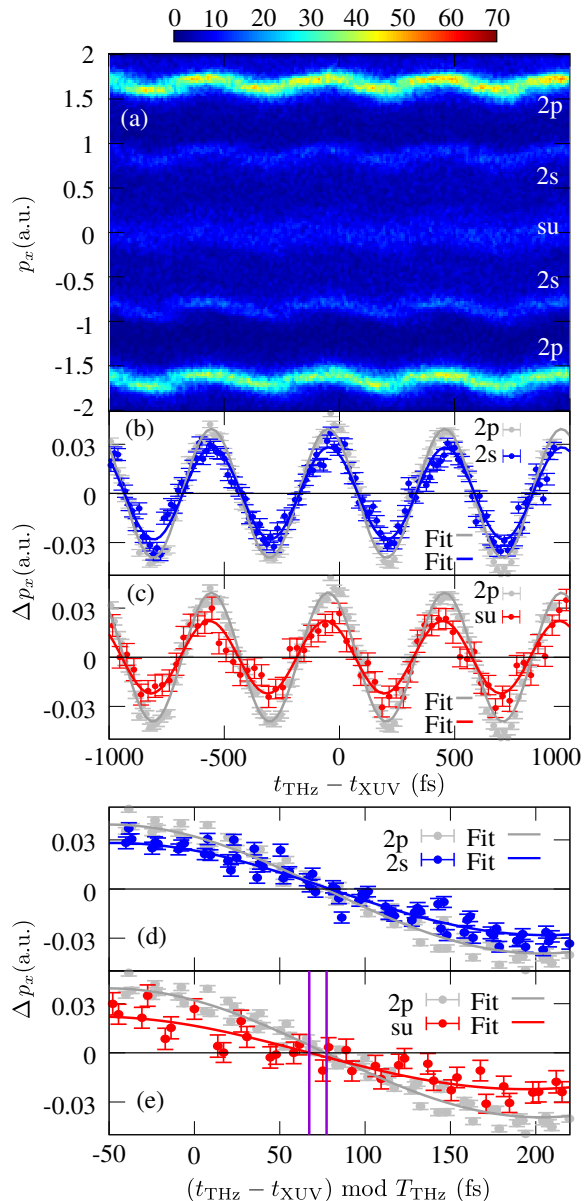 0 10 20 30 40 50 60 70
2
(a)
2p
1.5
1
2s
0.5
p_x (a.u.)
0
su
-0.5
2s
-1
2p
-1.5
-2
(b)
2p
0.03
2s
0
-0.03
Fit
Fit
Δp_x (a.u.)
(c)
2p
0.03
su
0
-0.03
Fit
Fit
-1000 -500 0 500 1000
t_THz − t_XUV (fs)
0.03
2p Fit
2s Fit
0
-0.03
d
Δp_x (a.u.)
0.03
2p Fit
su Fit
0
-0.03
(e)
-50 0 50 100 150 200
(t_THz − t_XUV) mod T_THz (fs)